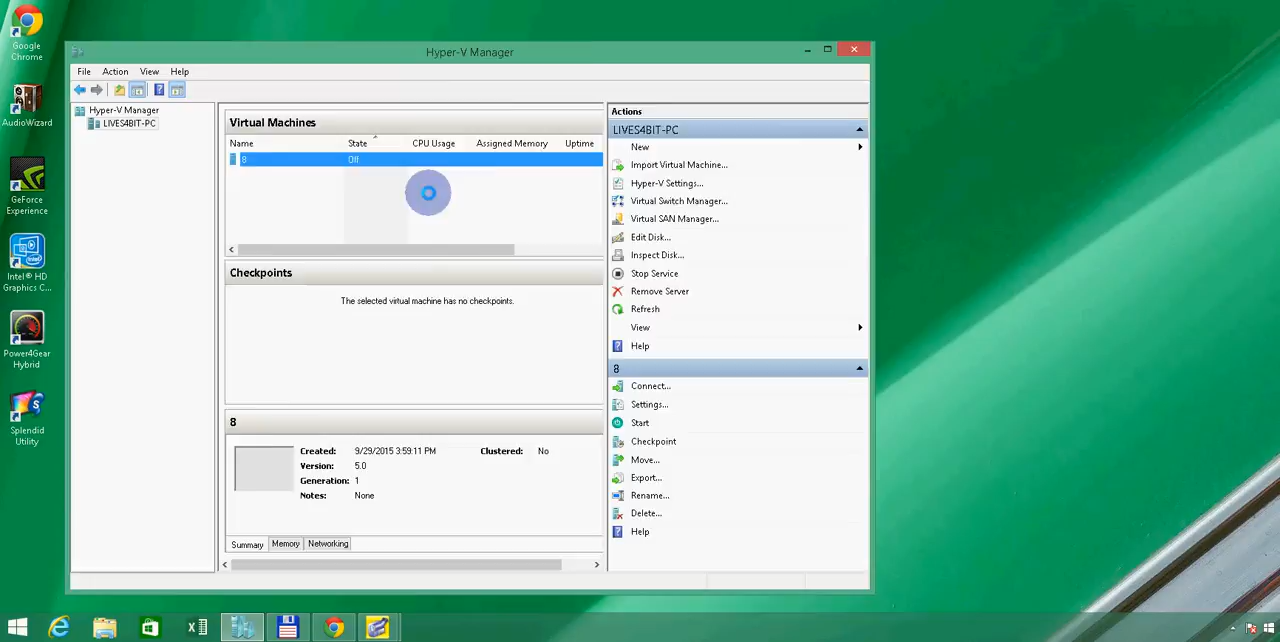 Google
Chrome
AudioWizard
GeForce
Experience
Intel® HD
Graphics C...
Power4Gear
Hybrid
Splendid
Utility
Hyper-V Manager
File Action View Help
Hyper-V Manager
LIVES4BIT-PC
Virtual Machines
Name State CPU Usage Assigned Memory Uptime
8 Off
Checkpoints
The selected virtual machine has no checkpoints.
8
Created: 9/29/2015 3:59:11 PM Clustered: No
Version: 5.0
Generation: 1
Notes: None
Summary Memory Networking
Actions
LIVES4BIT-PC
New
Import Virtual Machine...
Hyper-V Settings...
Virtual Switch Manager...
Virtual SAN Manager...
Edit Disk...
Inspect Disk...
Stop Service
Remove Server
Refresh
View
Help
8
Connect...
Settings...
Start
Checkpoint
Move...
Export...
Rename...
Delete...
Help